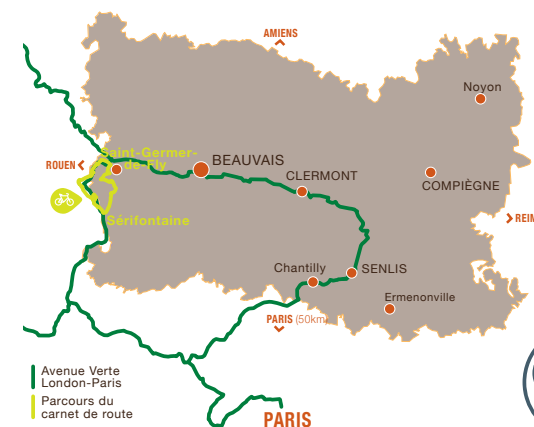 AMIENS
Noyon
Saint-Germer-
de-Fly
ROUEN
BEAUVAIS
CLERMONT
COMPIÈGNE
Sérifontaine
REIM
Chantilly
SENLIS
Ermenonville
PARIS (50km)
Avenue Verte
London-Paris
Parcours du
carnet de route
PARIS